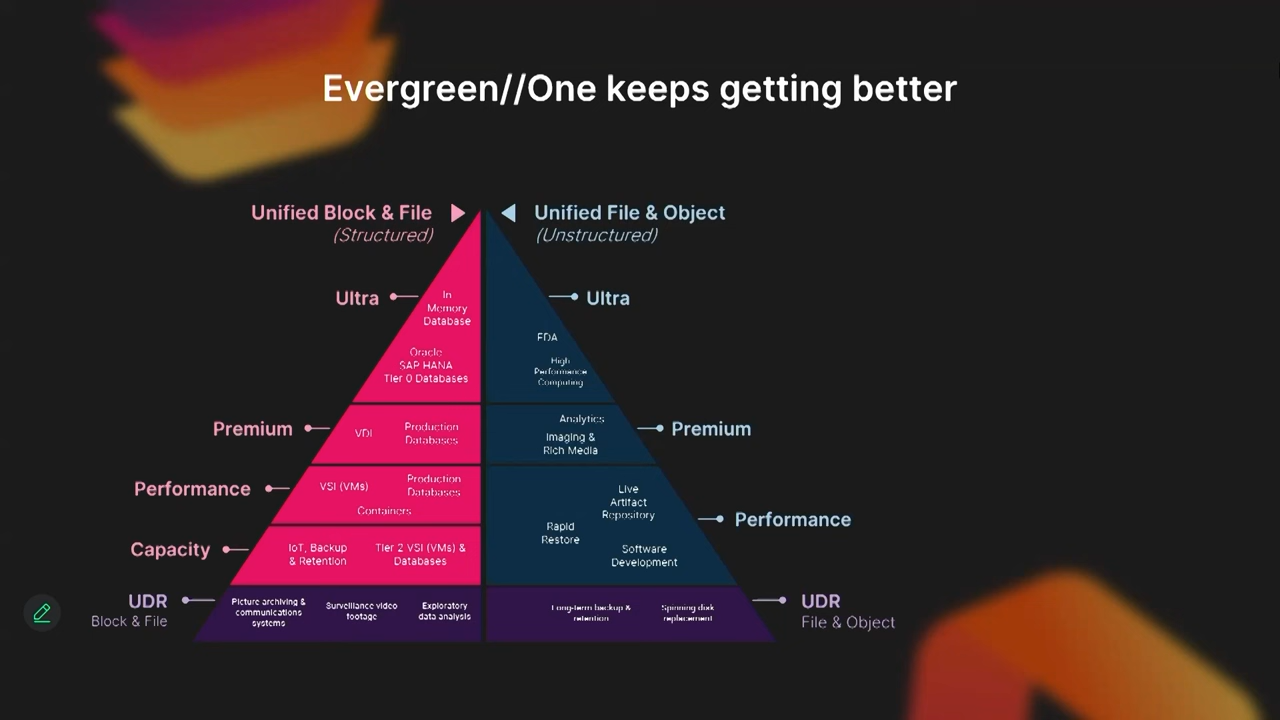 Evergreen//One keeps getting better
Unified Block & File
(Structured)
Unified File & Object
(Unstructured)
Ultra
In
Memory
Database
Oracle
SAP HANA
Tier 0 Databases
Ultra
EDA
High
Performance
Computing
Premium
VDI
Production
Databases
Analytics
Imaging &
Rich Media
Premium
Performance
VSI (VMs)
Production
Databases
Containers
Live
Artifact
Repository
Rapid
Restore
Software
Development
Performance
Capacity
IoT, Backup
& Retention
Tier 2 VSI (VMs) &
Databases
UDR
Block & File
Picture archiving &
communications
systems
Surveillance video
footage
Exploratory
data analysis
Long-term backup &
retention
Spinning disk
replacement
UDR
File & Object